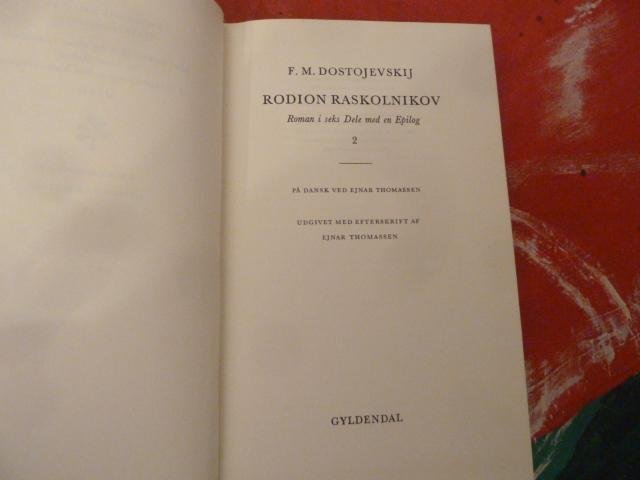 F. M. DOSTOJEVSKIJ
RODION RASKOLNIKOV
Roman i seks Dele med en Epilog
2
PÅ DANSK VED EJNAR THOMASSEN
UDGIVET MED EFTERSKRIFT AF
EJNAR THOMASSEN
GYLDENDAL